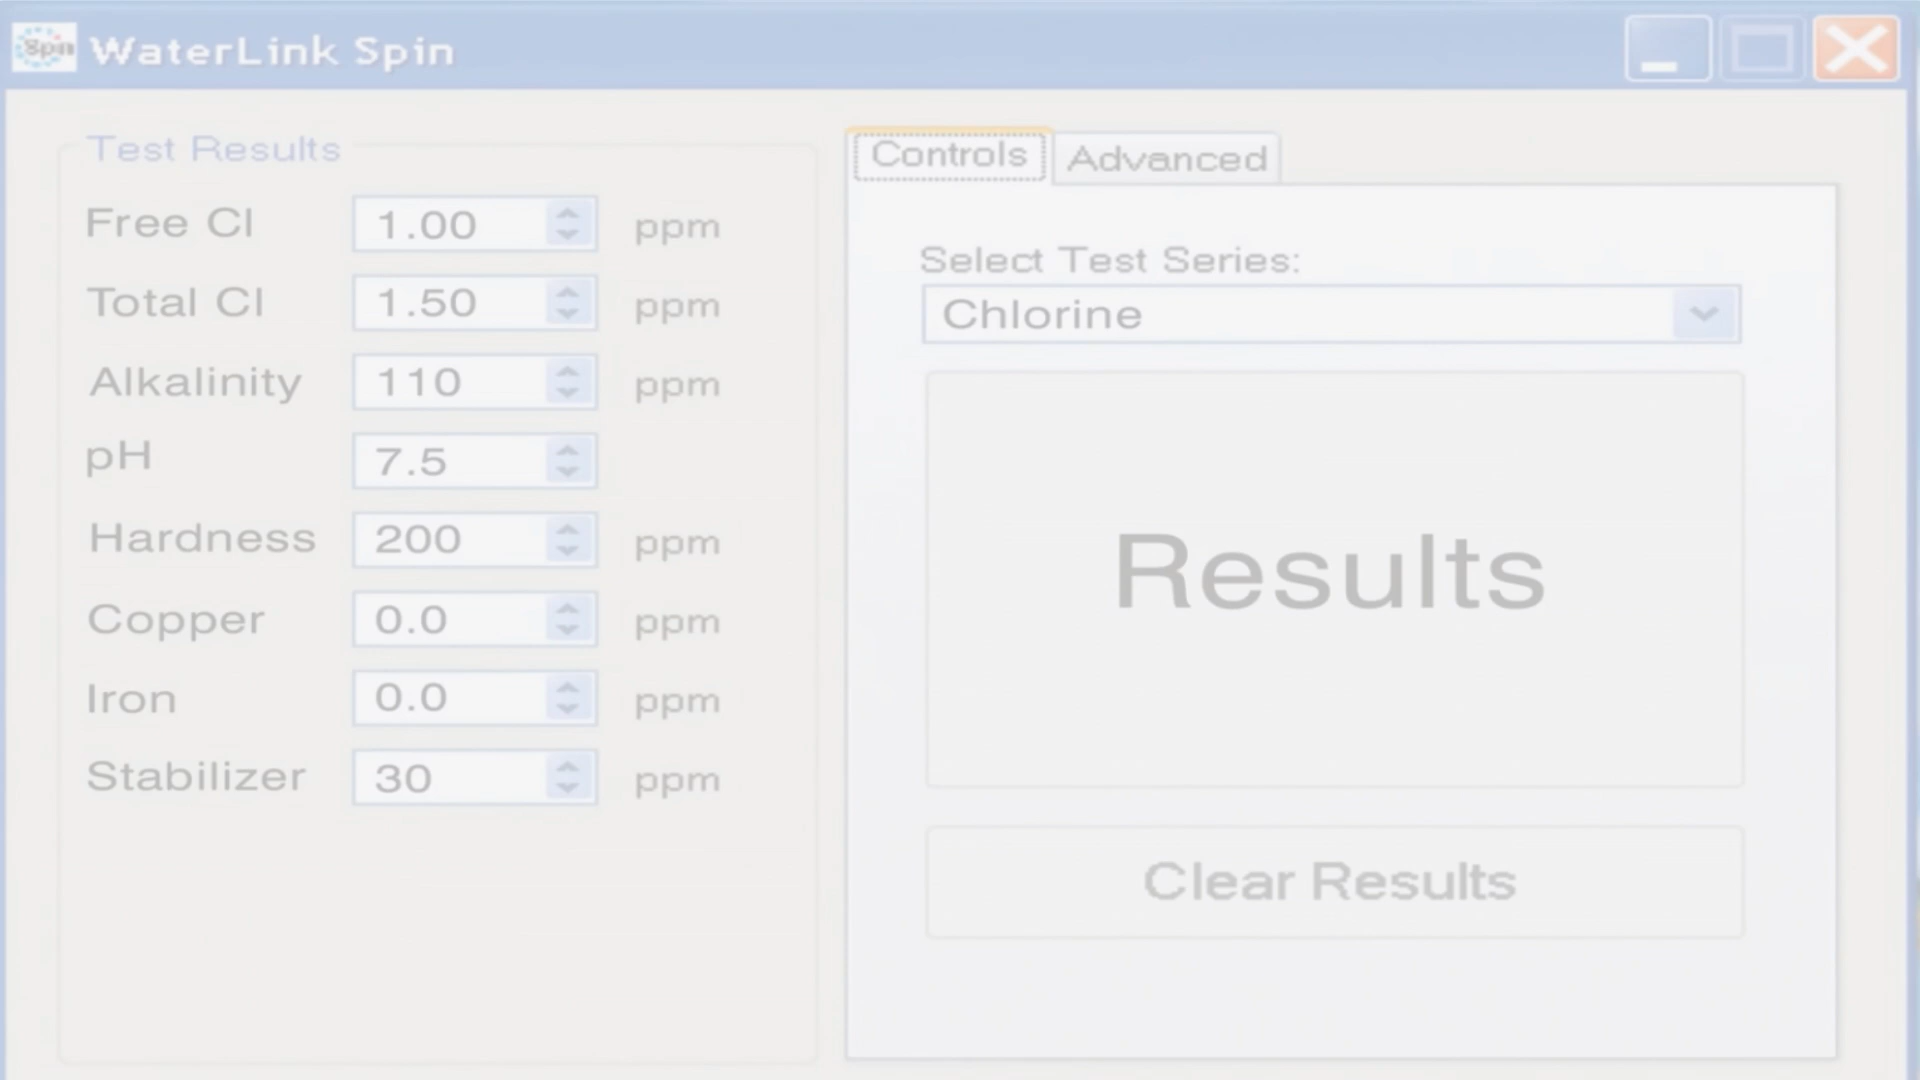 Spin WaterLink Spin
Test Results
Free Cl 1.00 ppm
Total Cl 1.50 ppm
Alkalinity 110 ppm
pH 7.5
Hardness 200 ppm
Copper 0.0 ppm
Iron 0.0 ppm
Stabilizer 30 ppm
Controls Advanced
Select Test Series:
Chlorine
Results
Clear Results